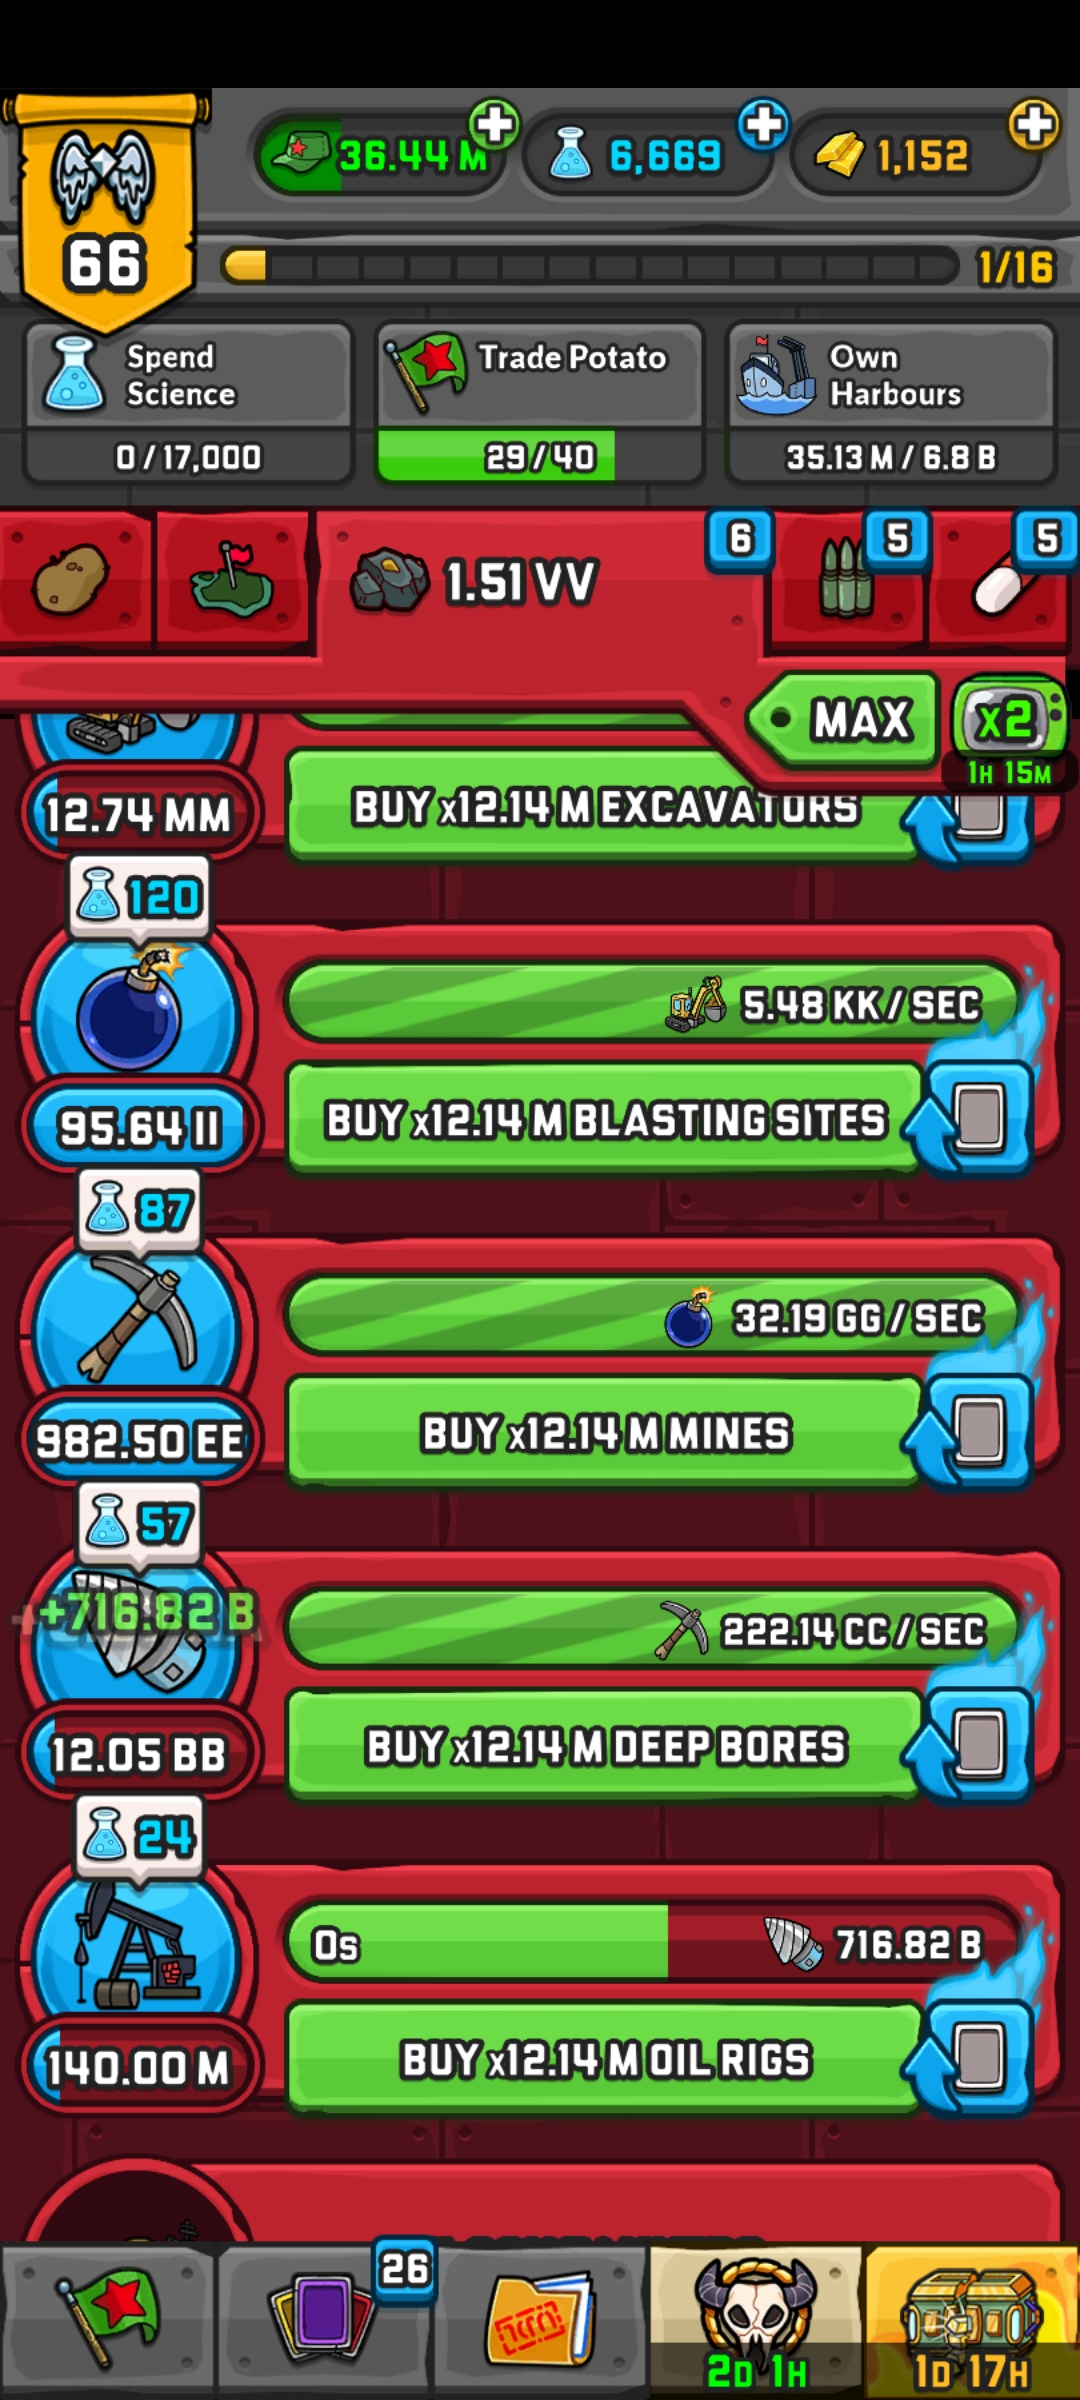 36.44 M
6,669
1,152
66
1/16
Spend
Science
0 / 17,000
Trade Potato
29 / 40
Own
Harbours
35.13 M / 6.8 B
1.51 VV
6
5
5
MAX
x2
1H 15M
12.74 MM
BUY x12.14 M EXCAVATORS
120
5.48 KK / SEC
95.64 II
BUY x12.14 M BLASTING SITES
87
32.19 GG / SEC
982.50 EE
BUY x12.14 M MINES
57
+716.82 B
222.14 CC / SEC
12.05 BB
BUY x12.14 M DEEP BORES
24
0s
716.82 B
140.00 M
BUY x12.14 M OIL RIGS
26
2D 1H
1D 17H